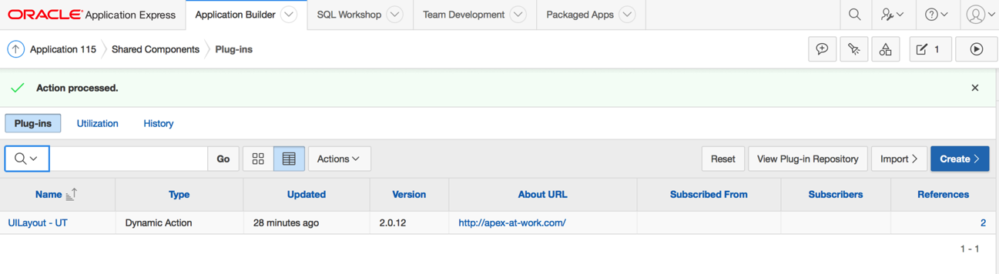 ORACLE Application Express Application Builder SQL Workshop Team Development Packaged Apps
Application 115 Shared Components Plug-ins 1
Action processed.
Plug-ins Utilization History
Go Actions Reset View Plug-in Repository Import Create
Name Type Updated Version About URL Subscribed From Subscribers References
UILayout - UT Dynamic Action 28 minutes ago 2.0.12 http://apex-at-work.com/ 2
1 - 1